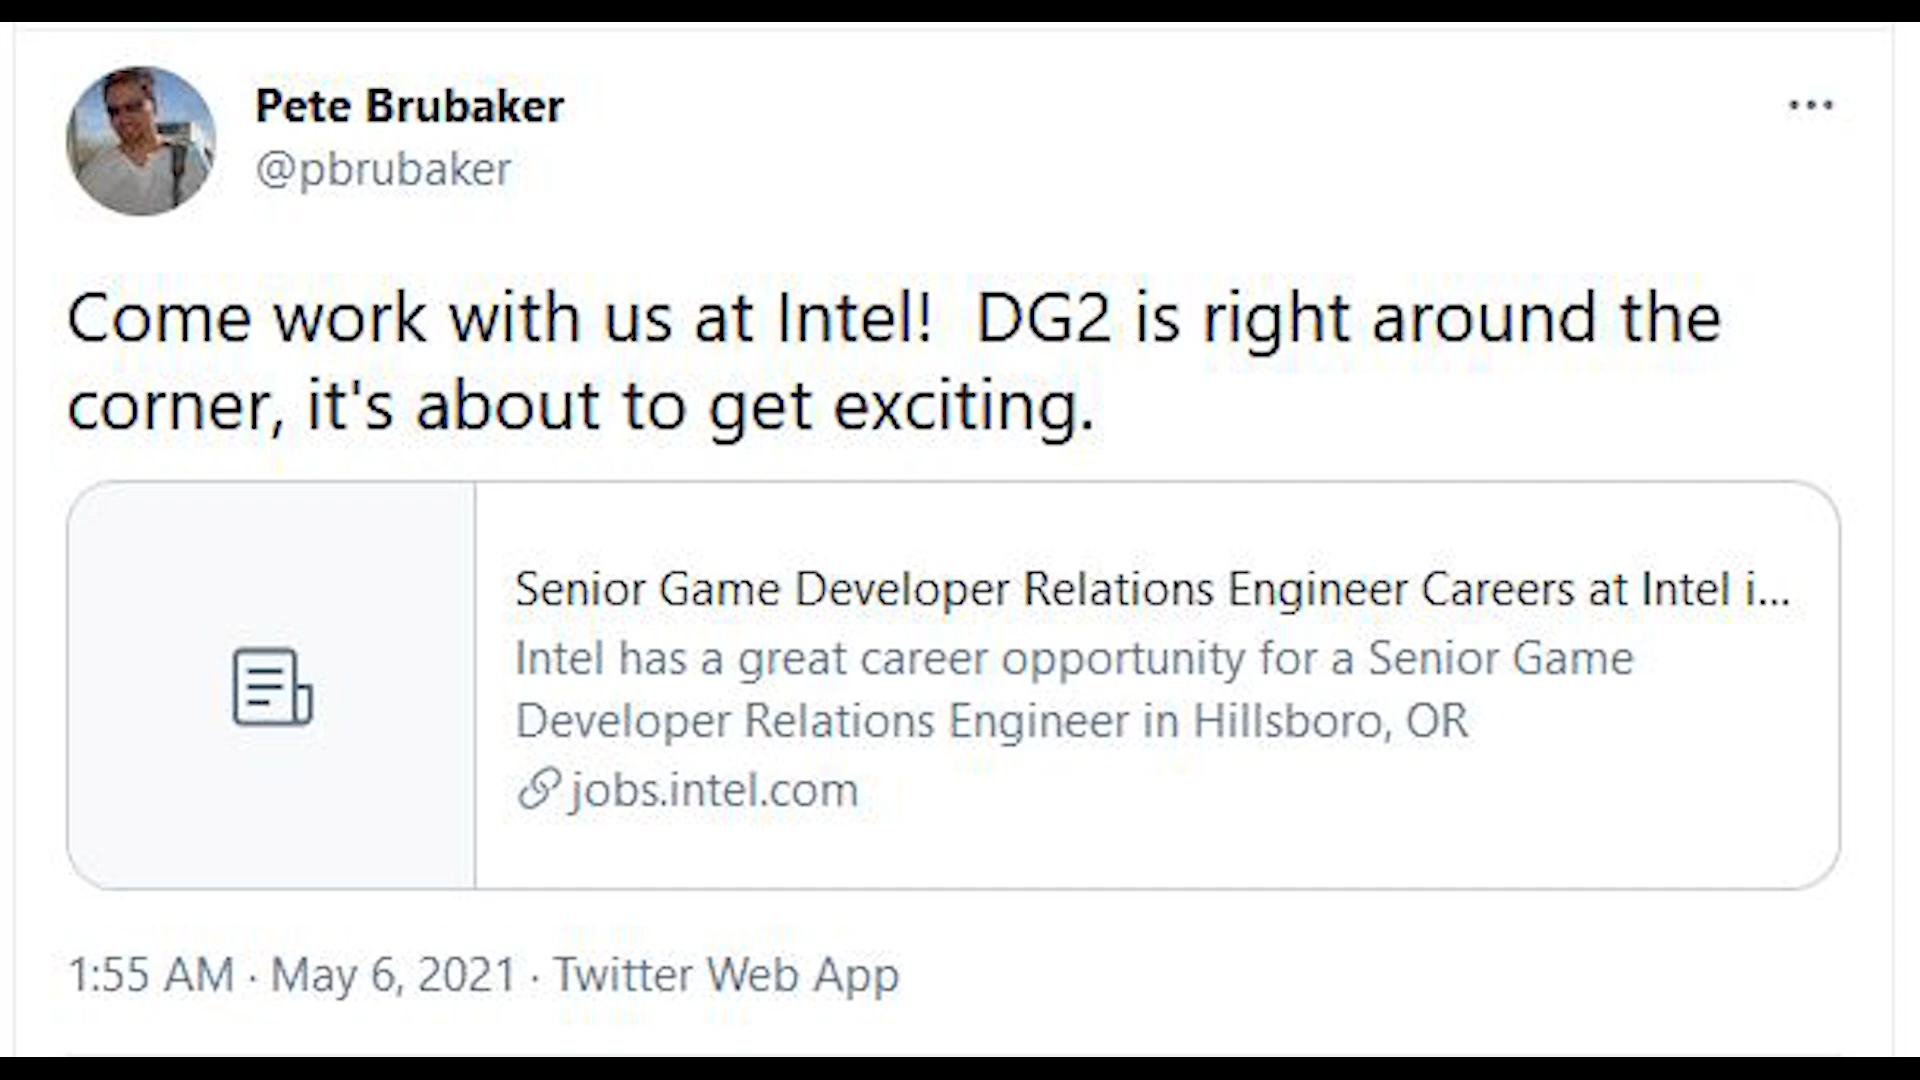 Pete Brubaker
@pbrubaker
Come work with us at Intel!  DG2 is right around the
corner, it's about to get exciting.
Senior Game Developer Relations Engineer Careers at Intel i...
Intel has a great career opportunity for a Senior Game
Developer Relations Engineer in Hillsboro, OR
jobs.intel.com
1:55 AM · May 6, 2021 · Twitter Web App